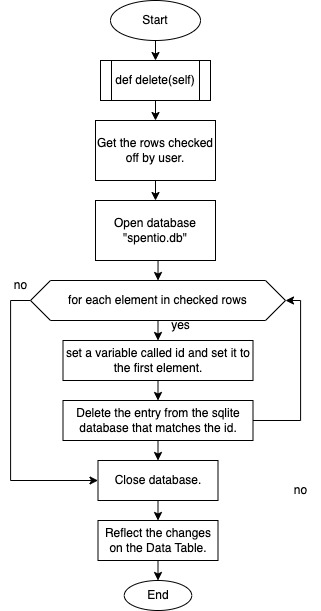 Start
def delete(self)
Get the rows checked
off by user.
Open database
"spentio.db"
no
for each element in checked rows
yes
set a variable called id and set it to
the first element.
Delete the entry from the sqlite
database that matches the id.
Close database.
no
Reflect the changes
on the Data Table.
End